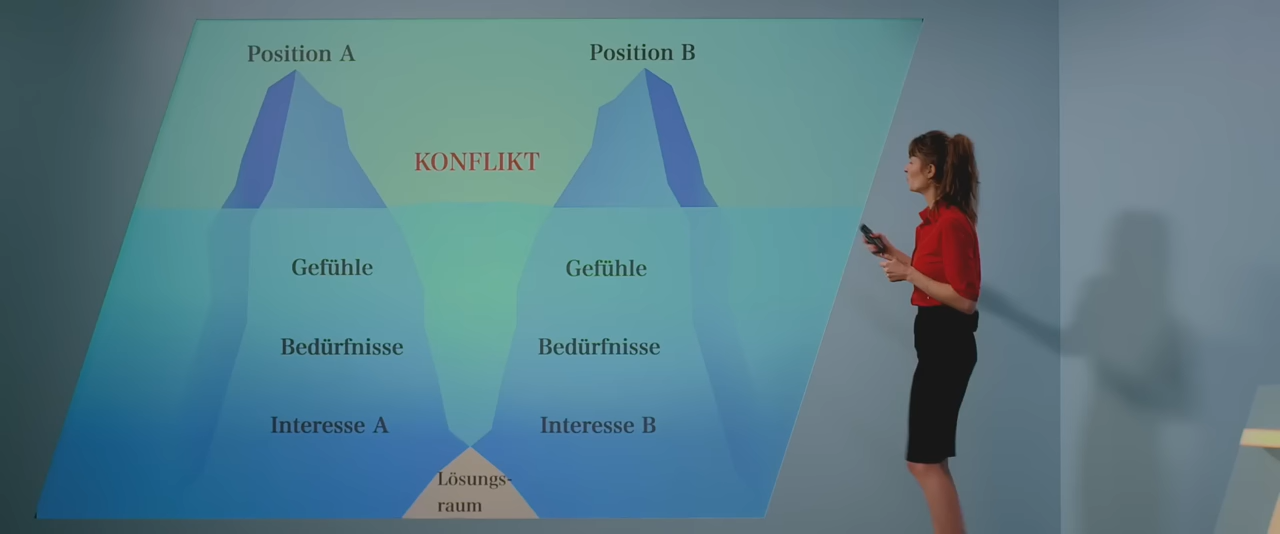 Position A
Position B
KONFLIKT
Gefühle
Gefühle
Bedürfnisse
Bedürfnisse
Interesse A
Interesse B
Lösungs-
raum